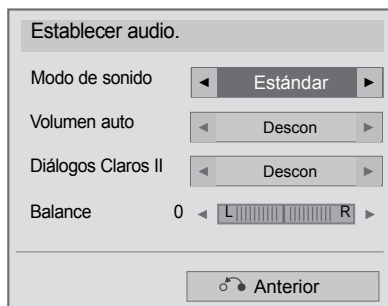 Establecer audio.
Modo de sonido ◄ Estándar ►
Volumen auto ◄ Descon ►
Diálogos Claros II ◄ Descon ►
Balance 0 ◄ L R ►
Anterior